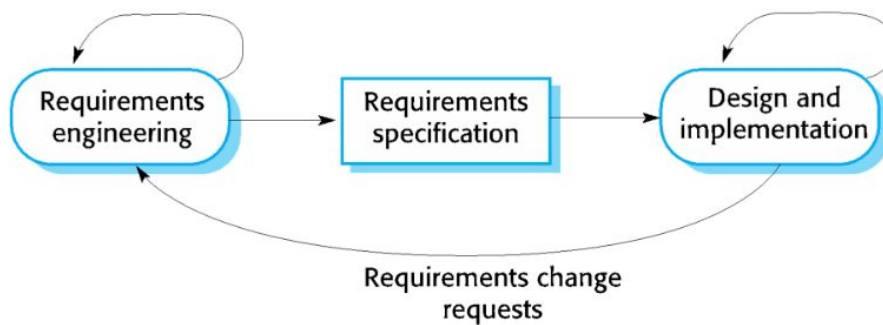 Requirements
engineering
Requirements
specification
Design and
implementation
Requirements change
requests